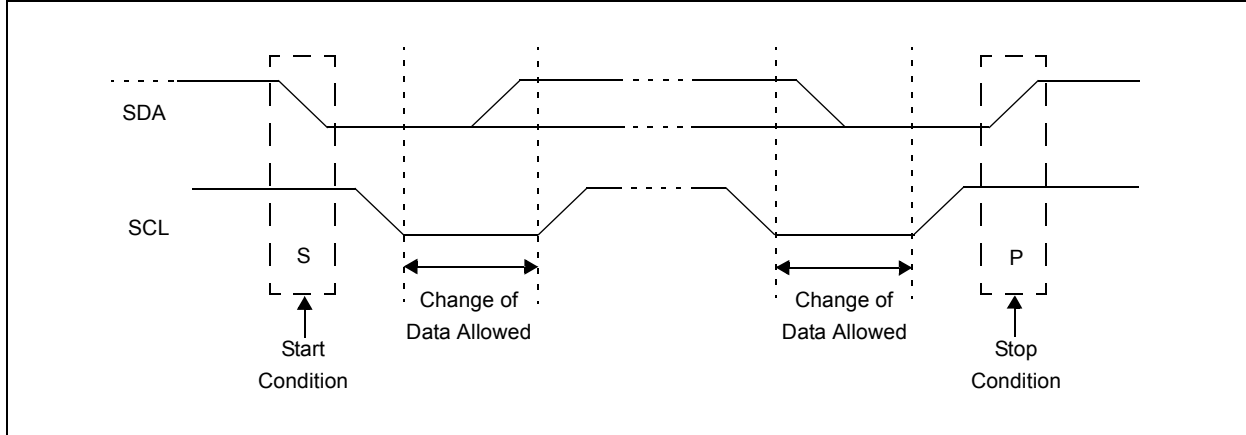 SDA
SCL
S
P
Change of
Data Allowed
Change of
Data Allowed
Start
Condition
Stop
Condition